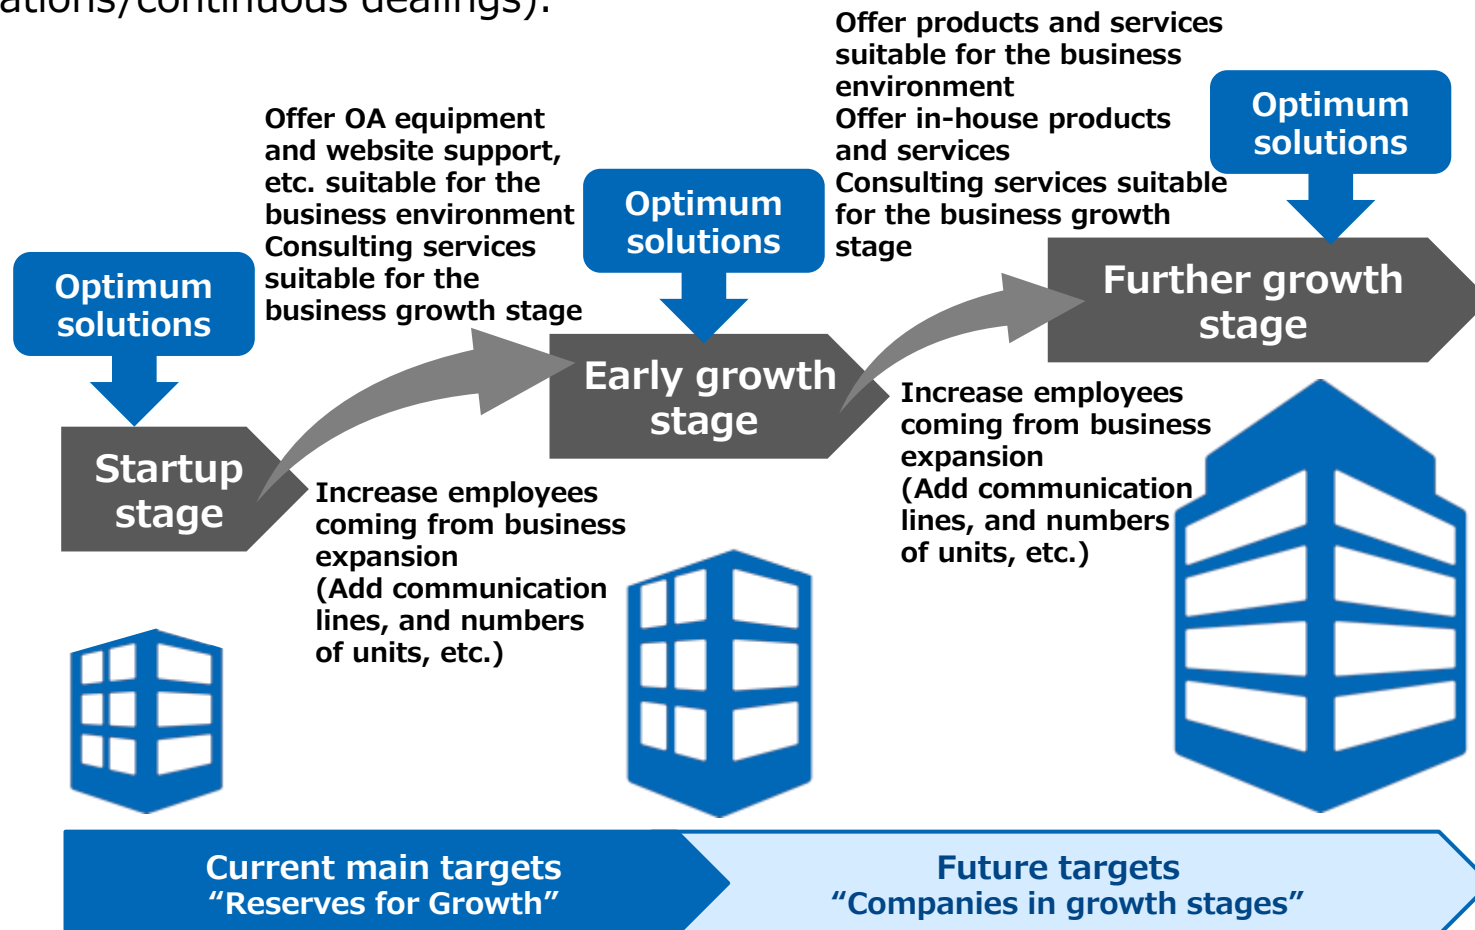 ations/continuous dealings).
Offer products and services
suitable for the business
environment
Offer in-house products
and services
Consulting services suitable
for the business growth
stage
Optimum
solutions
Offer OA equipment
and website support,
etc. suitable for the
business environment
Consulting services
suitable for the
business growth stage
Optimum
solutions
Optimum
solutions
Further growth
stage
Early growth
stage
Startup
stage
Increase employees
coming from business
expansion
(Add communication
lines, and numbers
of units, etc.)
Increase employees
coming from business
expansion
(Add communication
lines, and numbers
of units, etc.)
Current main targets
“Reserves for Growth”
Future targets
“Companies in growth stages”